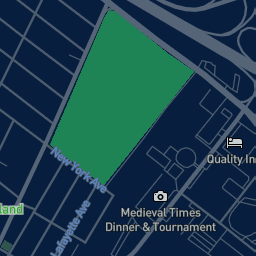 Quality In
New York Ave
land
Lafayette Ave
Medieval Times
Dinner & Tournament